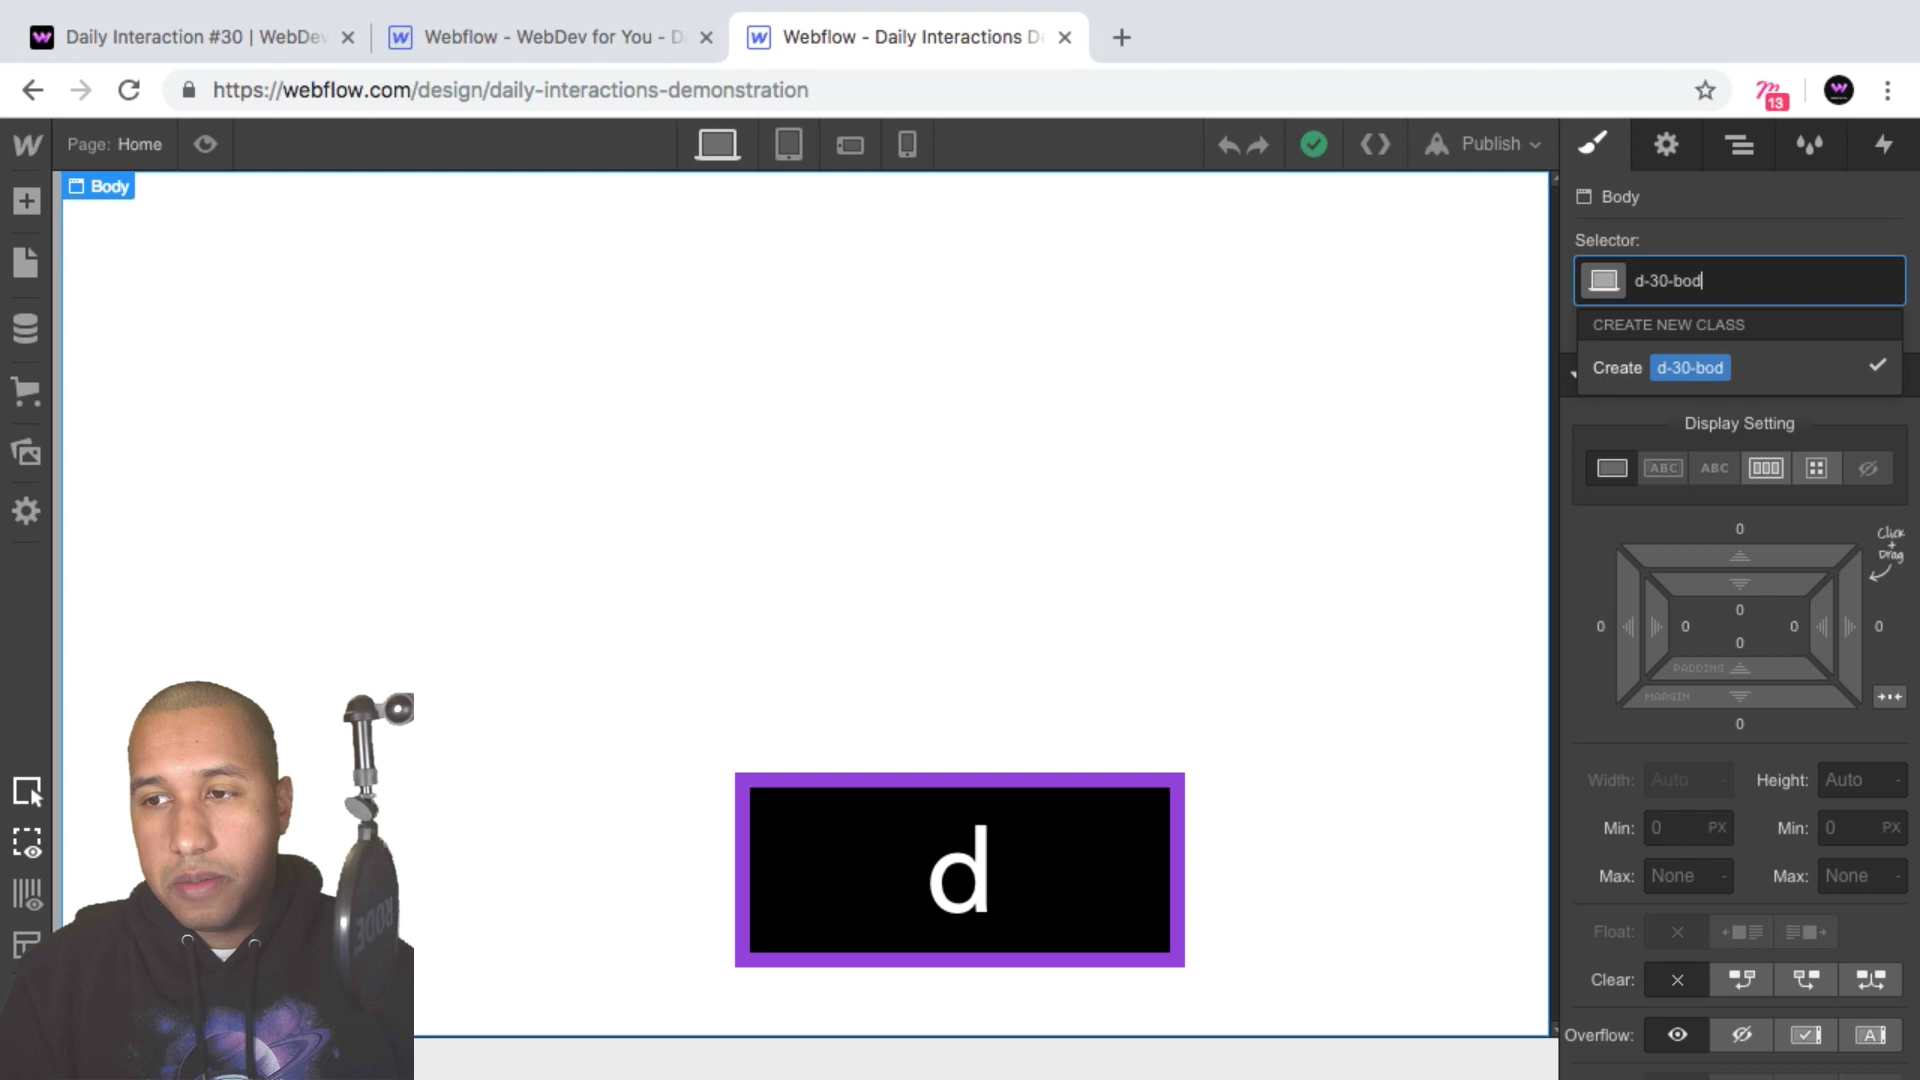 Daily Interaction #30 | WebDev
Webflow - WebDev for You - D
Webflow - Daily Interactions De
https://webflow.com/design/daily-interactions-demonstration
13
Page: Home
Publish
Body
Body
Selector:
d-30-bod
CREATE NEW CLASS
Create d-30-bod
Display Setting
ABC
ABC
0
Click
+
Drag
0
0
0
0
0
0
PADDING
MARGIN
0
Width: Auto -
Height: Auto -
Min: 0 PX
Min: 0 PX
Max: None -
Max: None -
Float:
Clear:
Overflow:
A
d
RODE